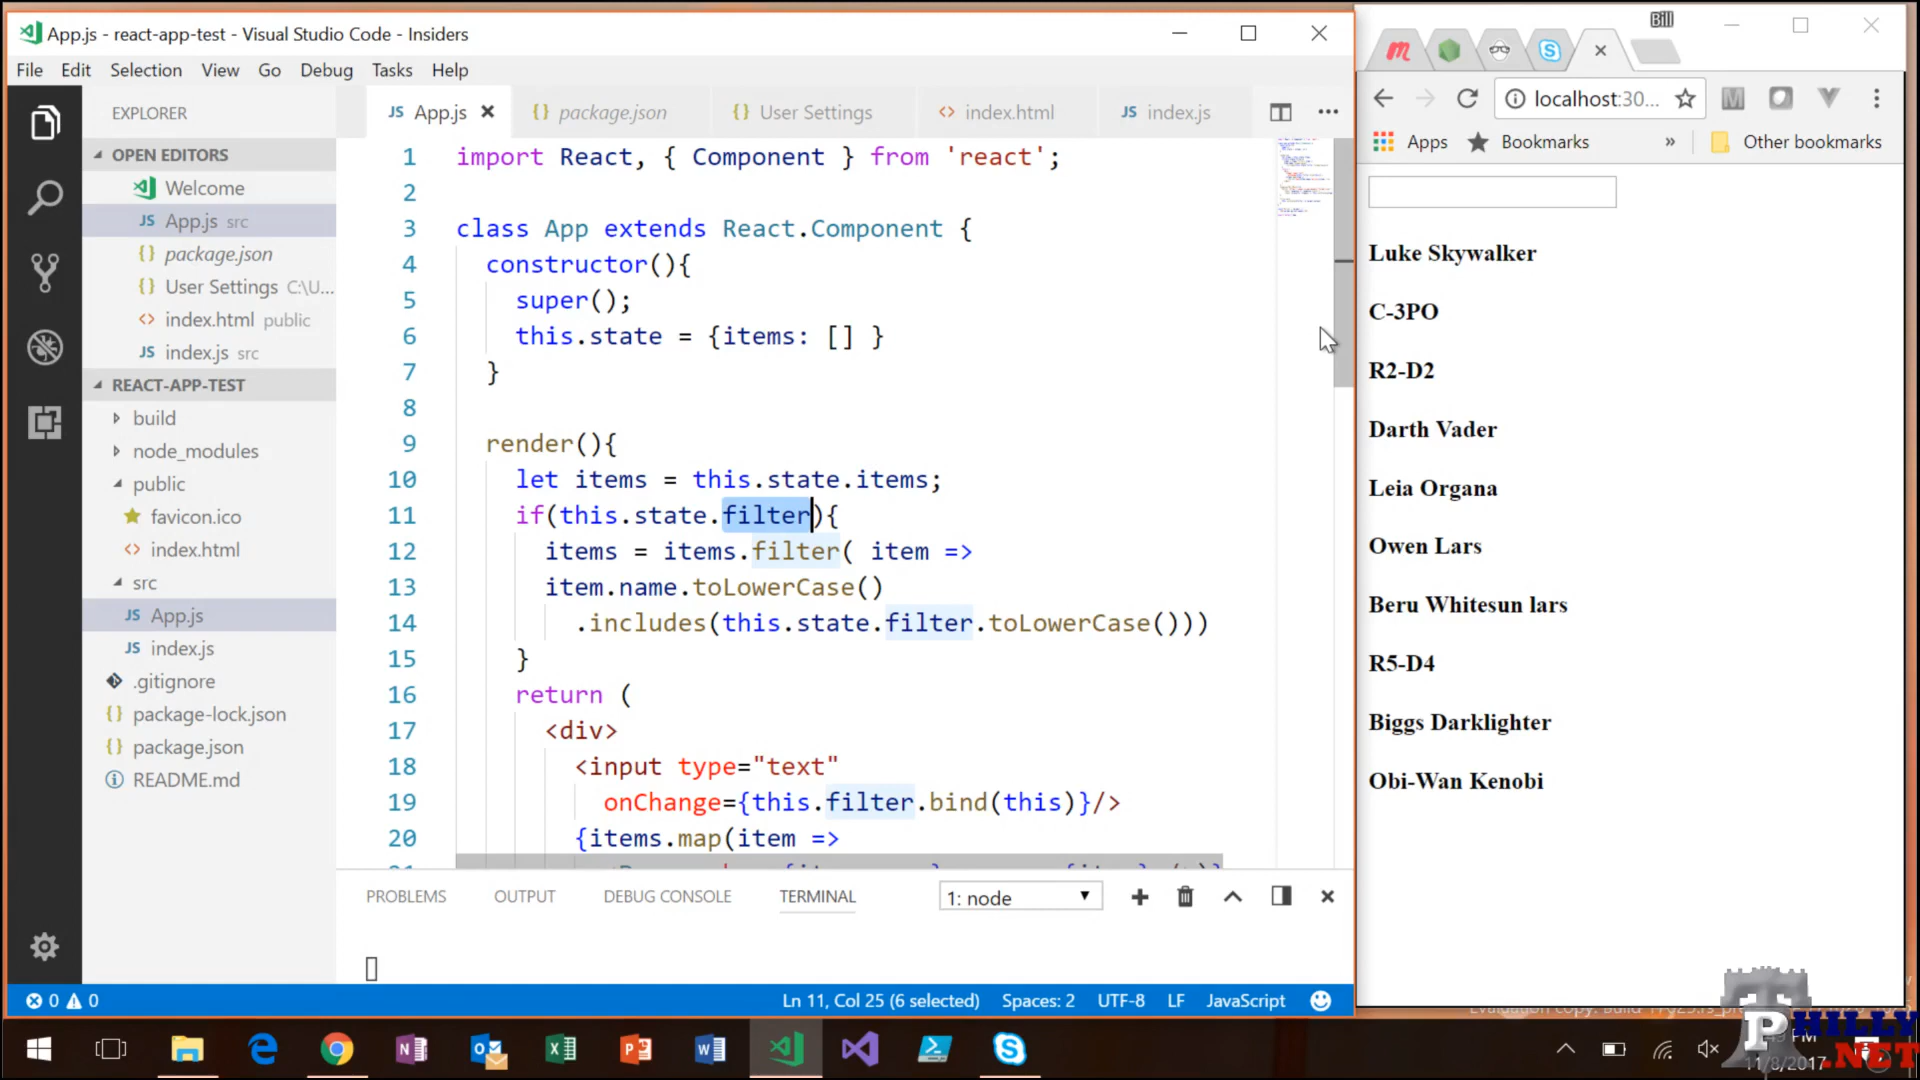 App.js - react-app-test - Visual Studio Code - Insiders
File Edit Selection View Go Debug Tasks Help
EXPLORER
OPEN EDITORS
Welcome
JS App.js src
{} package.json
{} User Settings C:\U...
<> index.html public
JS index.js src
REACT-APP-TEST
build
node_modules
public
favicon.ico
<> index.html
src
JS App.js
JS index.js
.gitignore
{} package-lock.json
{} package.json
README.md
JS App.js {} package.json {} User Settings <> index.html JS index.js
1 import React, { Component } from 'react';
2
3 class App extends React.Component {
4 constructor(){
5 super();
6 this.state = {items: [] }
7 }
8
9 render(){
10 let items = this.state.items;
11 if(this.state.filter){
12 items = items.filter( item =>
13 item.name.toLowerCase()
14 .includes(this.state.filter.toLowerCase()))
15 }
16 return (
17 <div>
18 <input type="text"
19 onChange={this.filter.bind(this)}/>
20 {items.map(item =>
PROBLEMS OUTPUT DEBUG CONSOLE TERMINAL 1: node
0 0 Ln 11, Col 25 (6 selected) Spaces: 2 UTF-8 LF JavaScript
Bill
localhost:30...
Apps Bookmarks » Other bookmarks
Luke Skywalker
C-3PO
R2-D2
Darth Vader
Leia Organa
Owen Lars
Beru Whitesun lars
R5-D4
Biggs Darklighter
Obi-Wan Kenobi
PHILLY
.NET
PM
11/8/2017